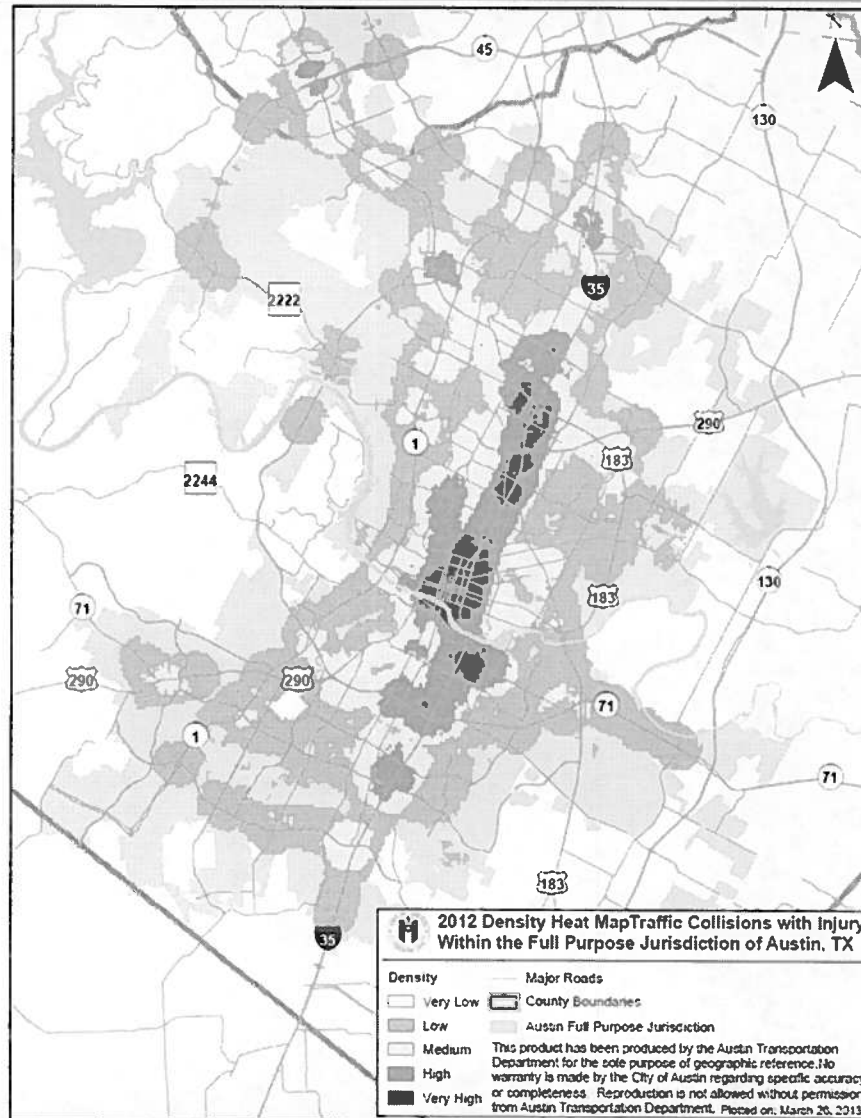 N
45
130
35
2222
1
290
183
2244
183
130
71
290
290
1
71
71
183
35
2012 Density Heat MapTraffic Collisions with Injury
Within the Full Purpose Jurisdiction of Austin, TX
Density
Major Roads
Very Low
County Boundaries
Low
Austin Full Purpose Jurisdiction
Medium
This product has been produced by the Austin Transportation
Department for the sole purpose of geographic reference.No
High
warranty is made by the City of Austin regarding specific accuracy
or completeness. Reproduction is not allowed without permission
Very High
from Austin Transportation Department. Plotted on: March 26,